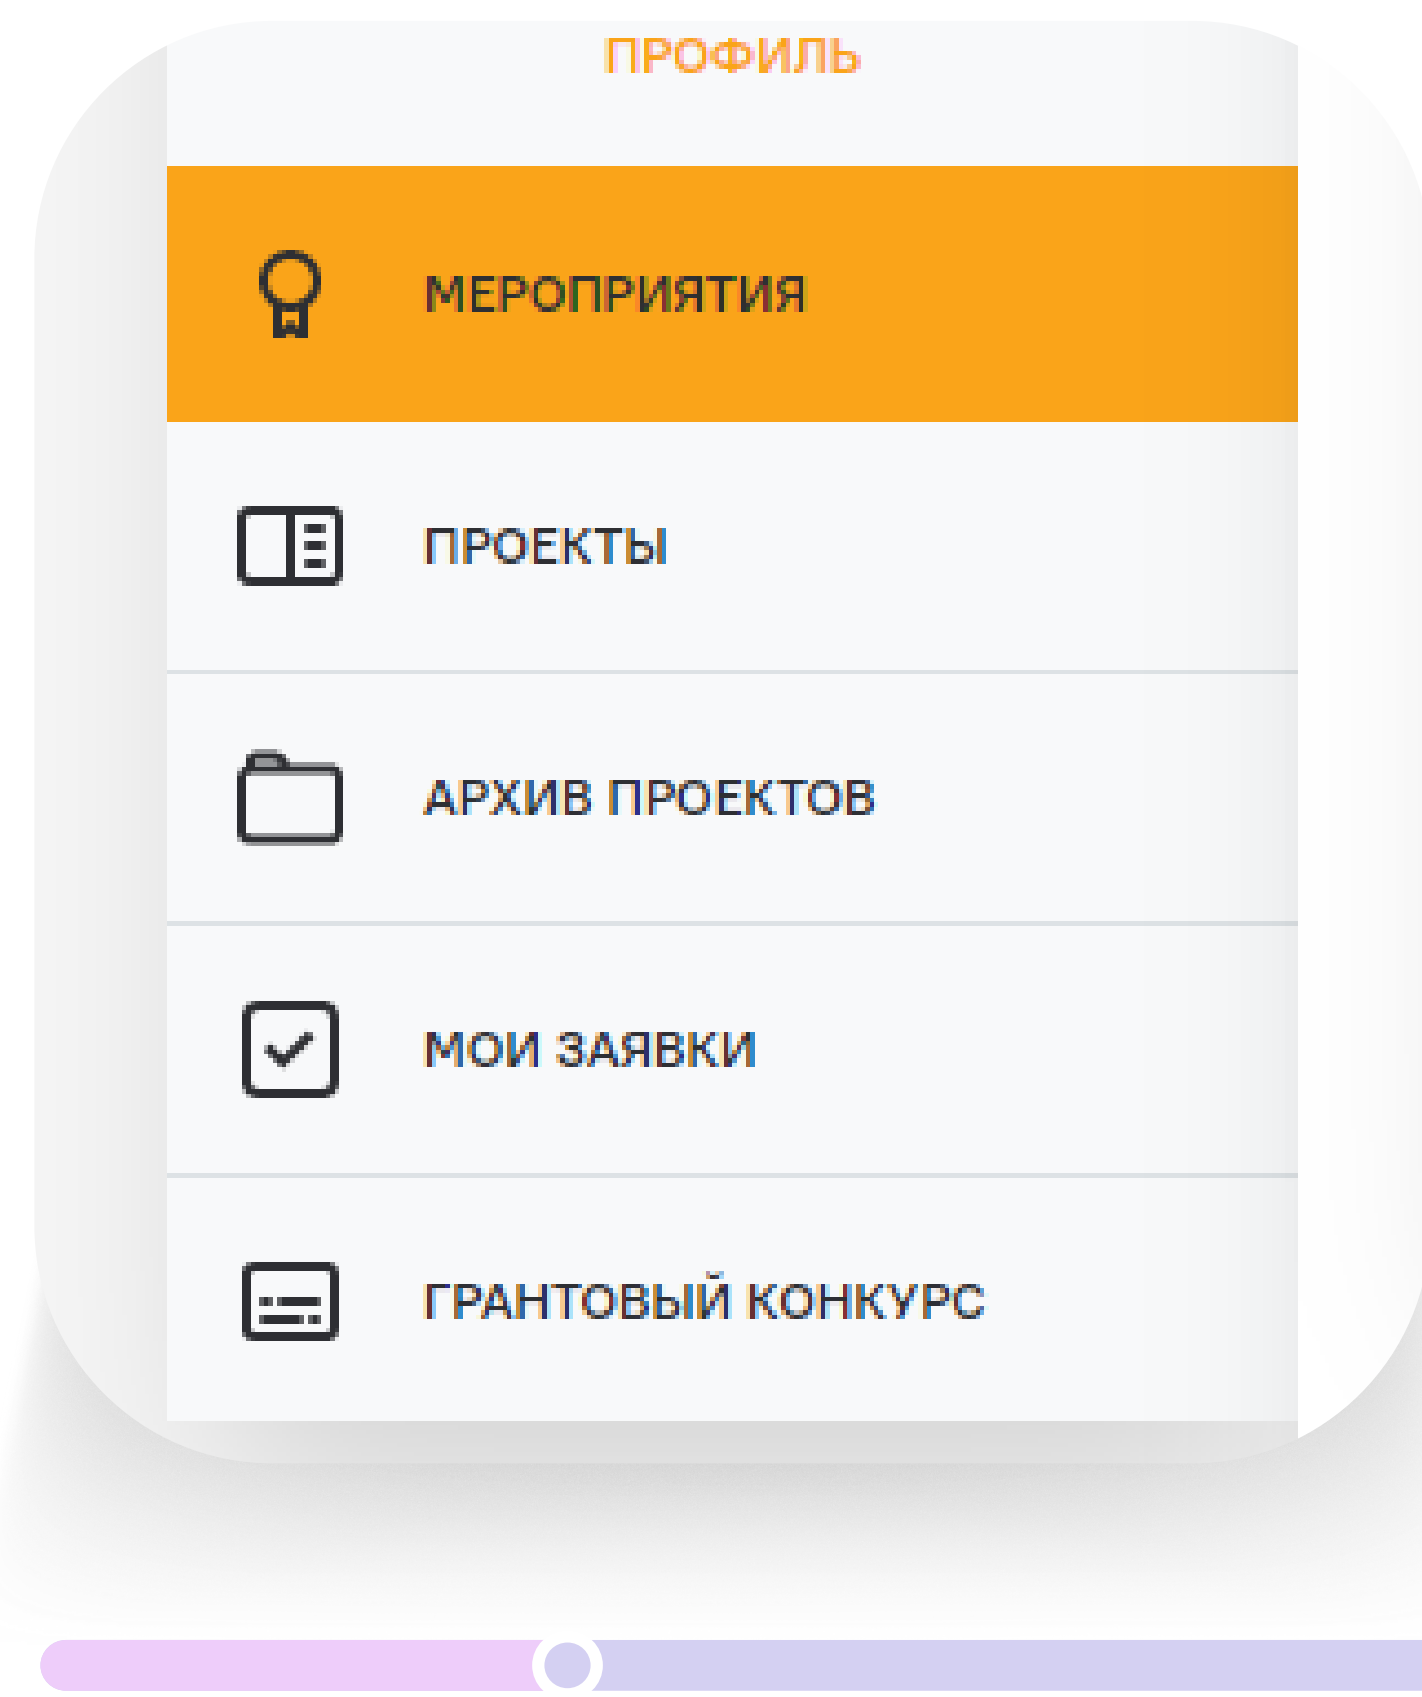 ПРОФИЛЬ
МЕРОПРИЯТИЯ
ПРОЕКТЫ
АРХИВ ПРОЕКТОВ
МОИ ЗАЯВКИ
ГРАНТОВЫЙ КОНКУРС